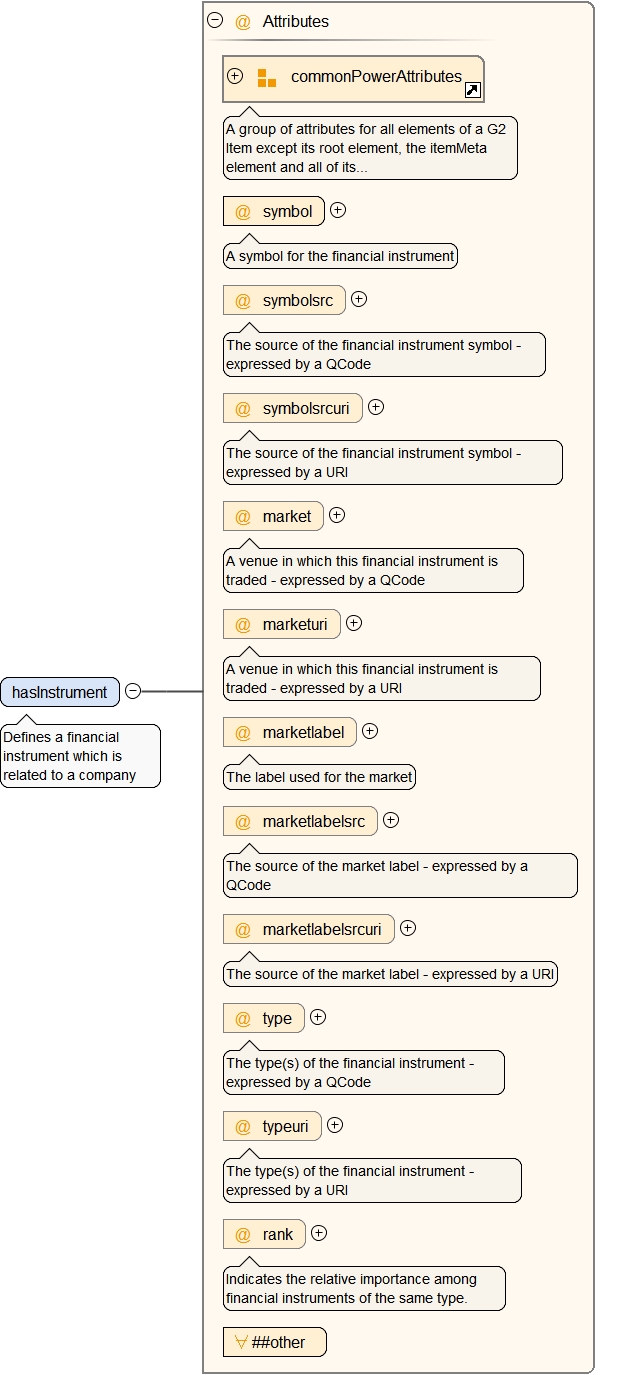 @ Attributes
commonPowerAttributes
A group of attributes for all elements of a G2
Item except its root element, the itemMeta
element and all of its...
@ symbol
A symbol for the financial instrument
@ symbolsrc
The source of the financial instrument symbol -
expressed by a QCode
@ symbolsrcuri
The source of the financial instrument symbol -
expressed by a URI
@ market
A venue in which this financial instrument is
traded - expressed by a QCode
@ marketuri
A venue in which this financial instrument is
traded - expressed by a URI
hasInstrument
Defines a financial
instrument which is
related to a company
@ marketlabel
The label used for the market
@ marketlabelsrc
The source of the market label - expressed by a
QCode
@ marketlabelsrcuri
The source of the market label - expressed by a URI
@ type
The type(s) of the financial instrument -
expressed by a QCode
@ typeuri
The type(s) of the financial instrument -
expressed by a URI
@ rank
Indicates the relative importance among
financial instruments of the same type.
##other